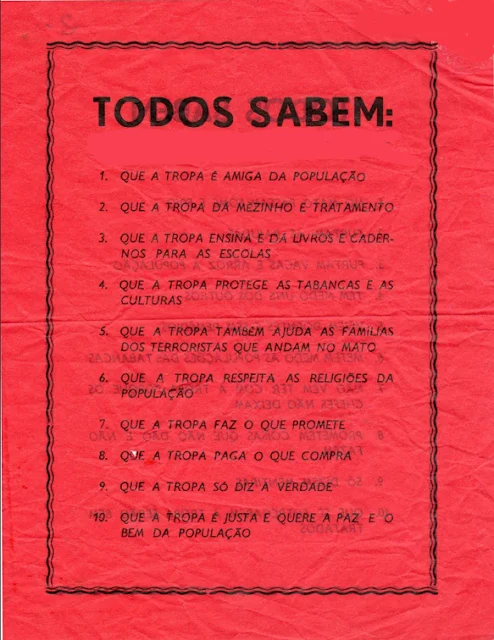 TODOS SABEM:
1. QUE A TROPA É AMIGA DA POPULAÇÃO
2. QUE A TROPA DÁ MEZINHO E TRATAMENTO
3. QUE A TROPA ENSINA E DÁ LIVROS E CADER-
NOS PARA AS ESCOLAS
4. QUE A TROPA PROTEGE AS TABANCAS E AS
CULTURAS
5. QUE A TROPA TAMBEM AJUDA AS FAMILIAS
DOS TERRORISTAS QUE ANDAM NO MATO
6. QUE A TROPA RESPEITA AS RELIGIÕES DA
POPULAÇÃO
7. QUE A TROPA FAZ O QUE PROMETE
8. QUE A TROPA PAGA O QUE COMPRA
9. QUE A TROPA SÓ DIZ A VERDADE
10. QUE A TROPA É JUSTA E QUERE A PAZ E O
BEM DA POPULAÇÃO